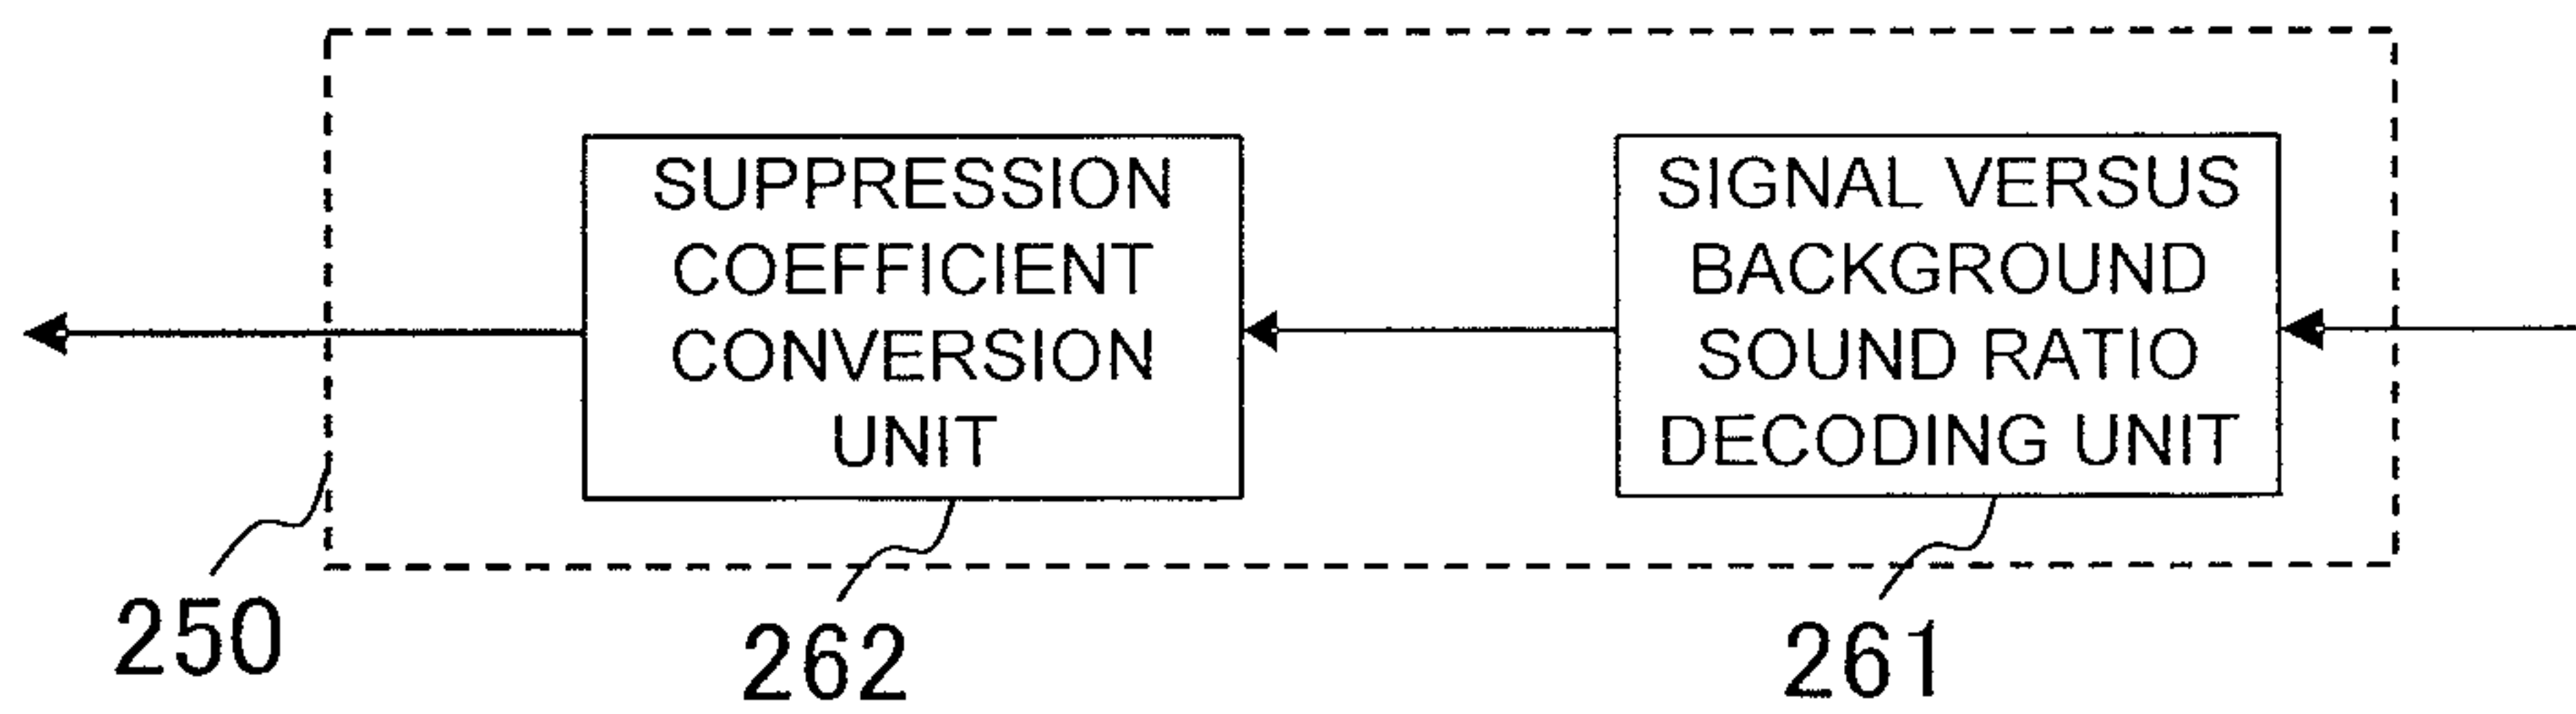 SUPPRESSION
COEFFICIENT
CONVERSION
UNIT
SIGNAL VERSUS
BACKGROUND
SOUND RATIO
DECODING UNIT
250
262
261